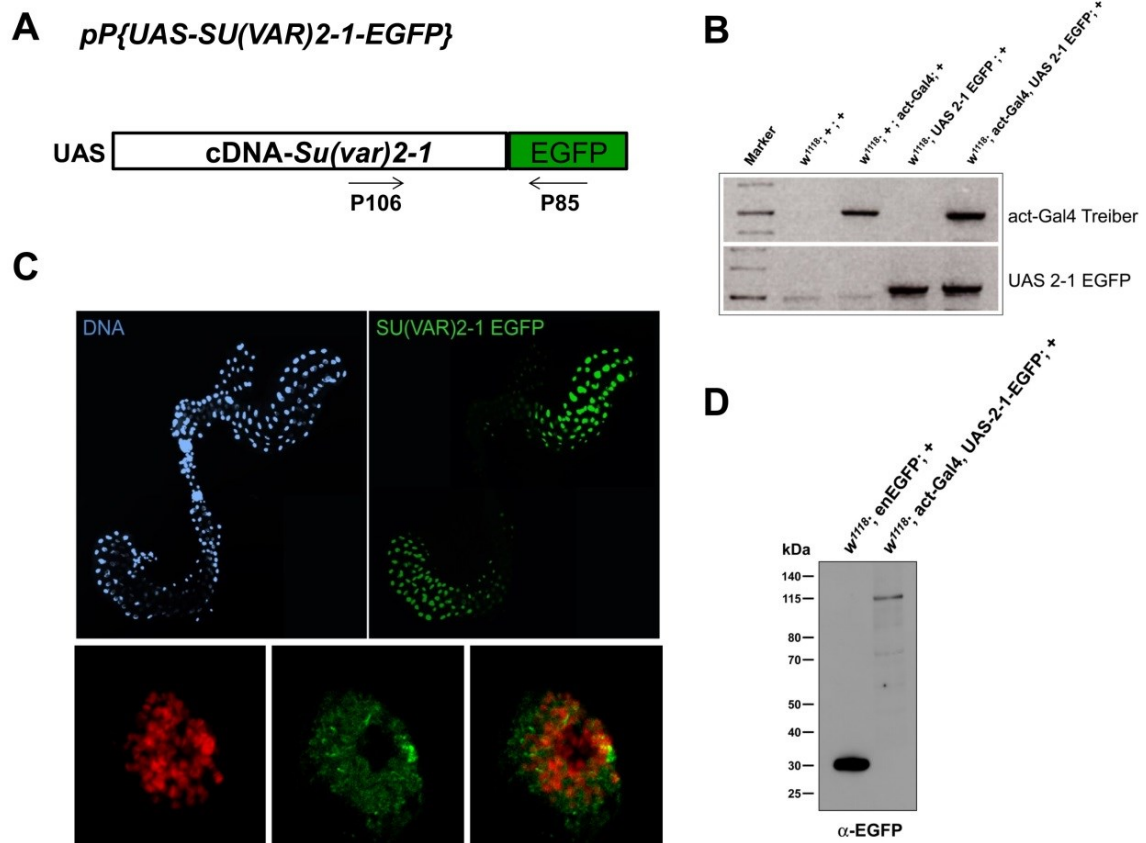 A
pP{UAS-SU(VAR)2-1-EGFP}
UAS
cDNA-Su(var)2-1
EGFP
P106
P85
B
Marker
w1118; + ; +
w1118; + ; act-Gal4; +
w1118; UAS 2-1 EGFP ; +
w1118; act-Gal4, UAS 2-1 EGFP; +
act-Gal4 Treiber
UAS 2-1 EGFP
C
DNA
SU(VAR)2-1 EGFP
D
w1118; enEGFP; +
w1118; act-Gal4, UAS-2-1-EGFP; +
kDa
140
115
80
70
50
40
30
25
α-EGFP